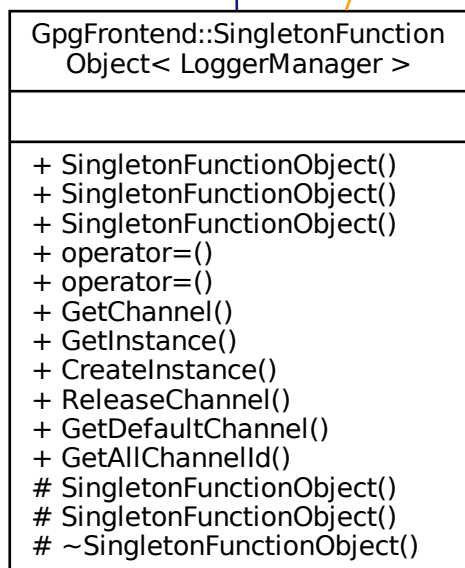 GpgFrontend::SingletonFunction
Object< LoggerManager >
+ SingletonFunctionObject()
+ SingletonFunctionObject()
+ SingletonFunctionObject()
+ operator=()
+ operator=()
+ GetChannel()
+ GetInstance()
+ CreateInstance()
+ ReleaseChannel()
+ GetDefaultChannel()
+ GetAllChannelId()
# SingletonFunctionObject()
# SingletonFunctionObject()
# ~SingletonFunctionObject()